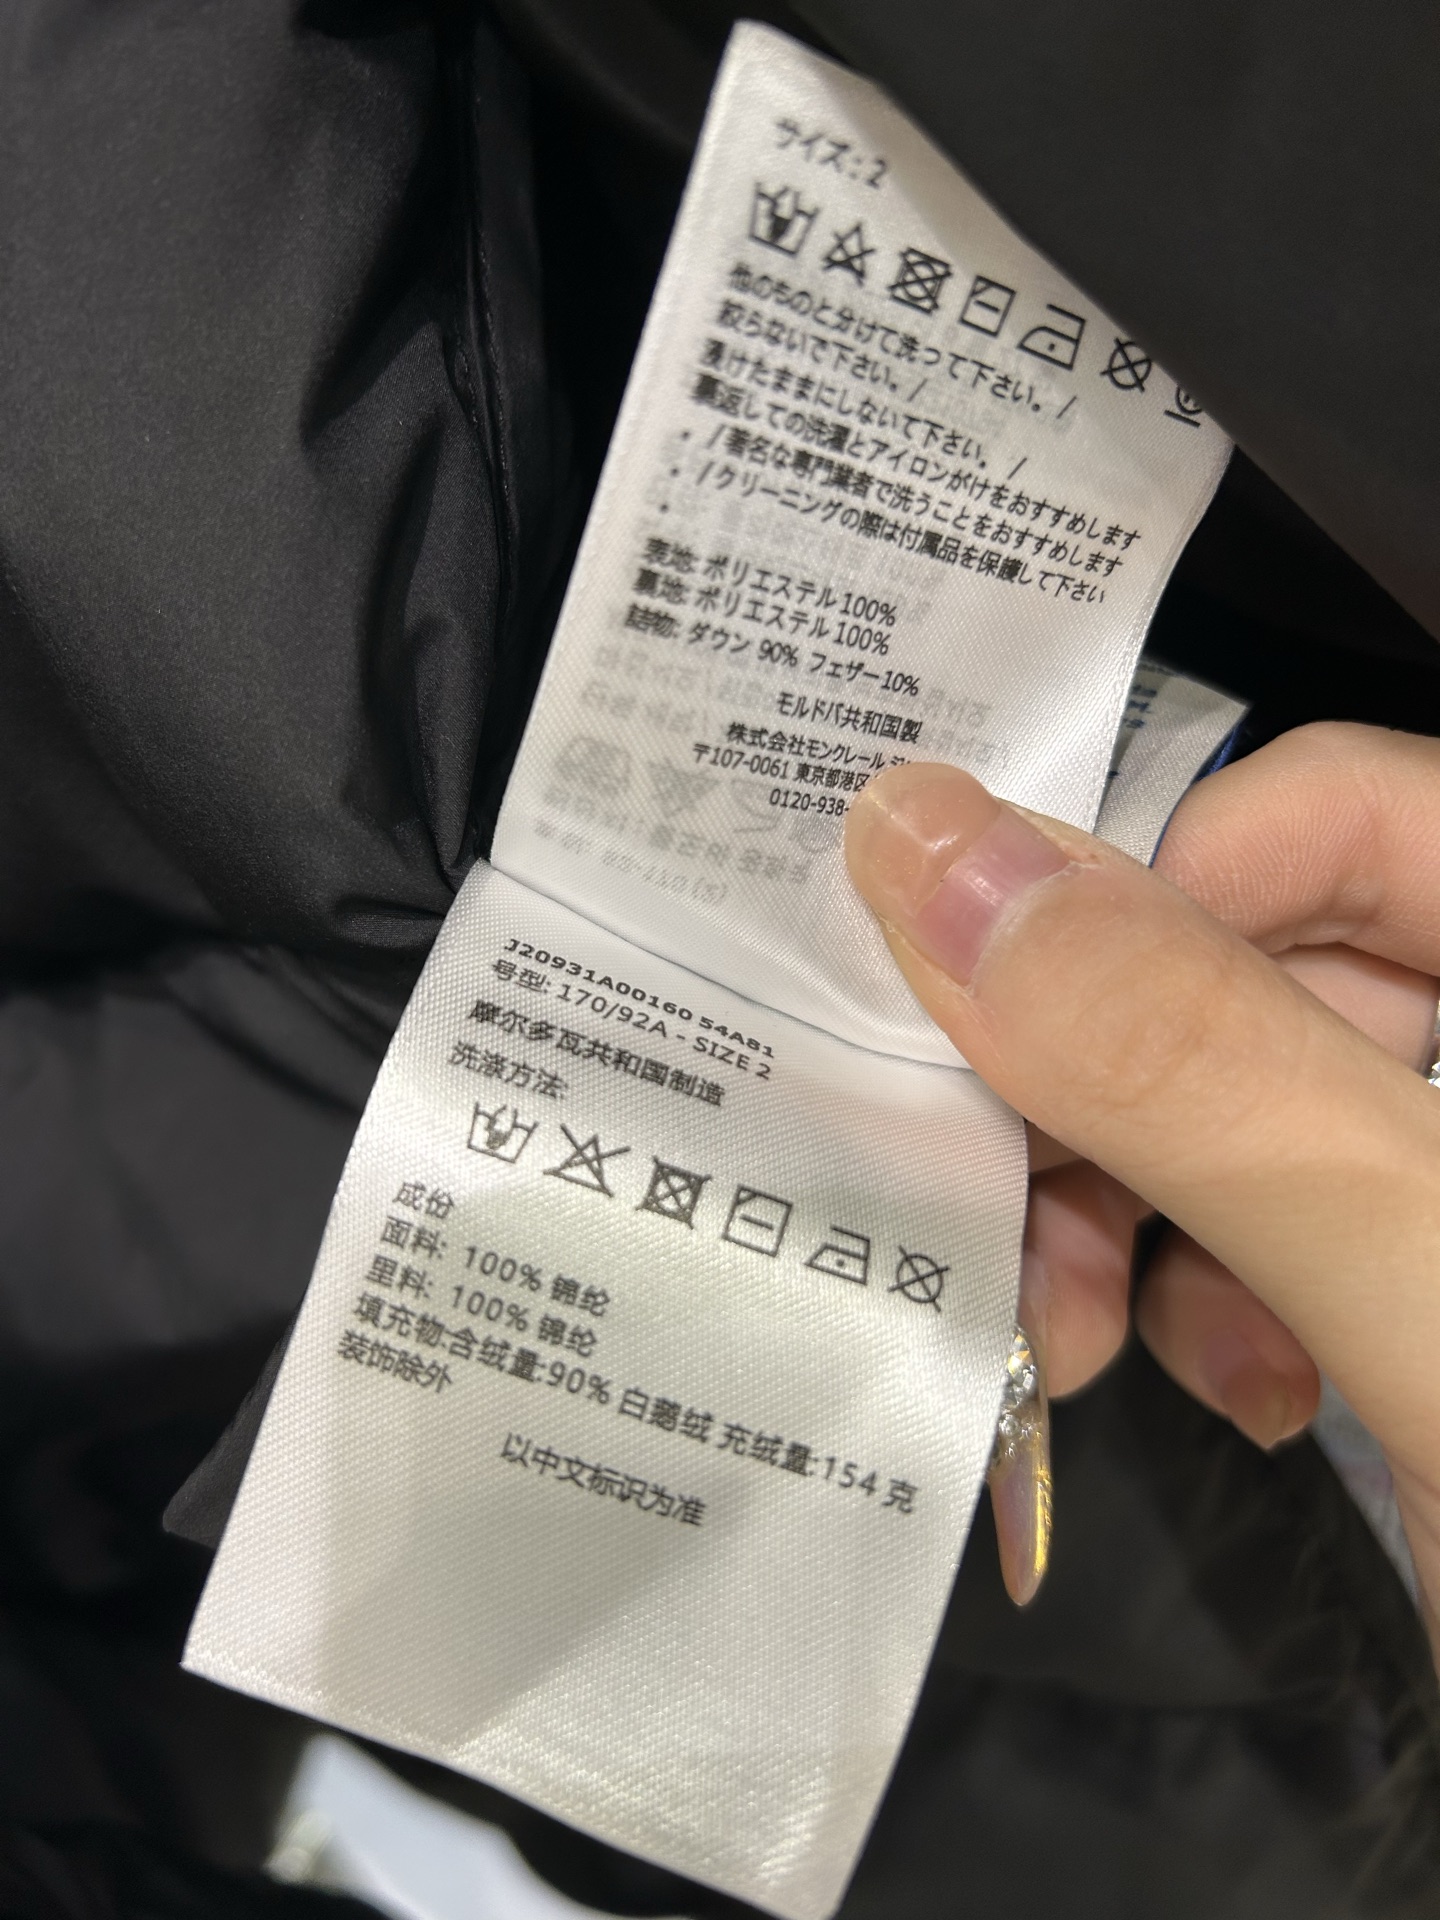 サイズ: 2
他のものと分けて洗って下さい。 /
絞らないで下さい。 /
浸けたままにしないて下さい。 /
裏返しての洗濯とアイロンがけをおすすめします
• /著名な専門業者で洗うことをおすすめします
• /クリーニングの際は付属品を保護して下さい
•
表地: ポリエステル 100%
裏地: ポリエステル 100%
詰物: ダウン 90% フェザー 10%
モルドバ共和国製
株式会社モンクレール
〒107-0061 東京都港区
0120-938-
J20931A00160 54A81
号型: 170/92A - SIZE 2
摩尔多瓦共和国制造
洗涤方法:
成份
面料: 100% 锦纶
里料: 100% 锦纶
填充物:含绒量:90% 白鹅绒 充绒量:154 克
装饰除外
以中文标识为准